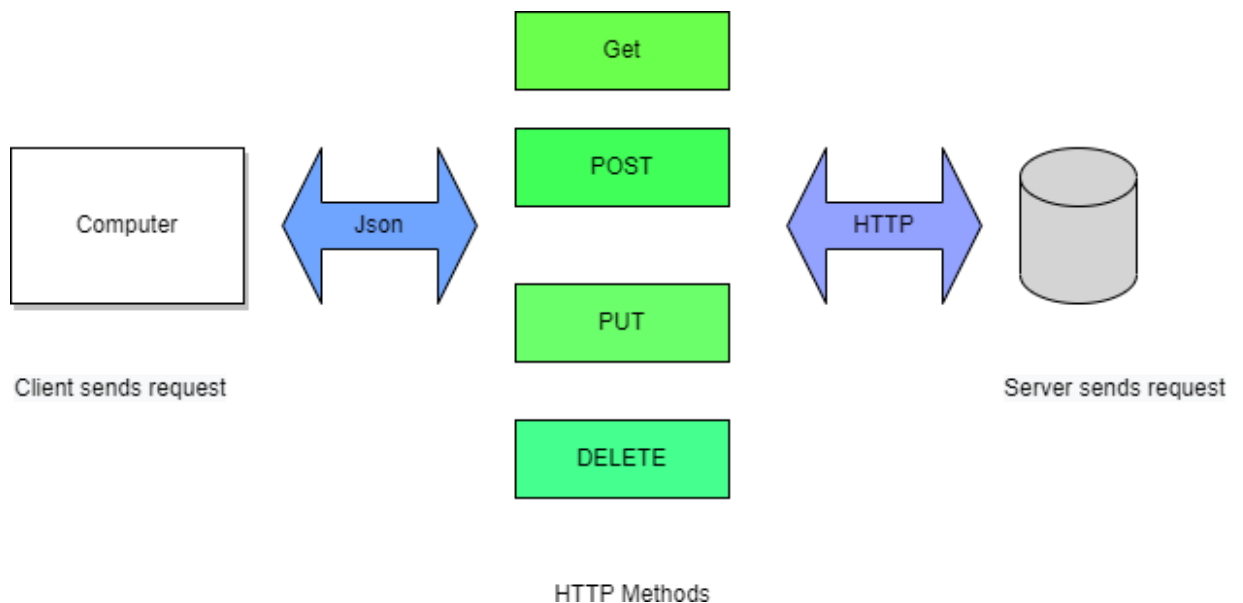 Get
POST
Computer
Json
HTTP
PUT
Client sends request
Server sends request
DELETE
HTTP Methods